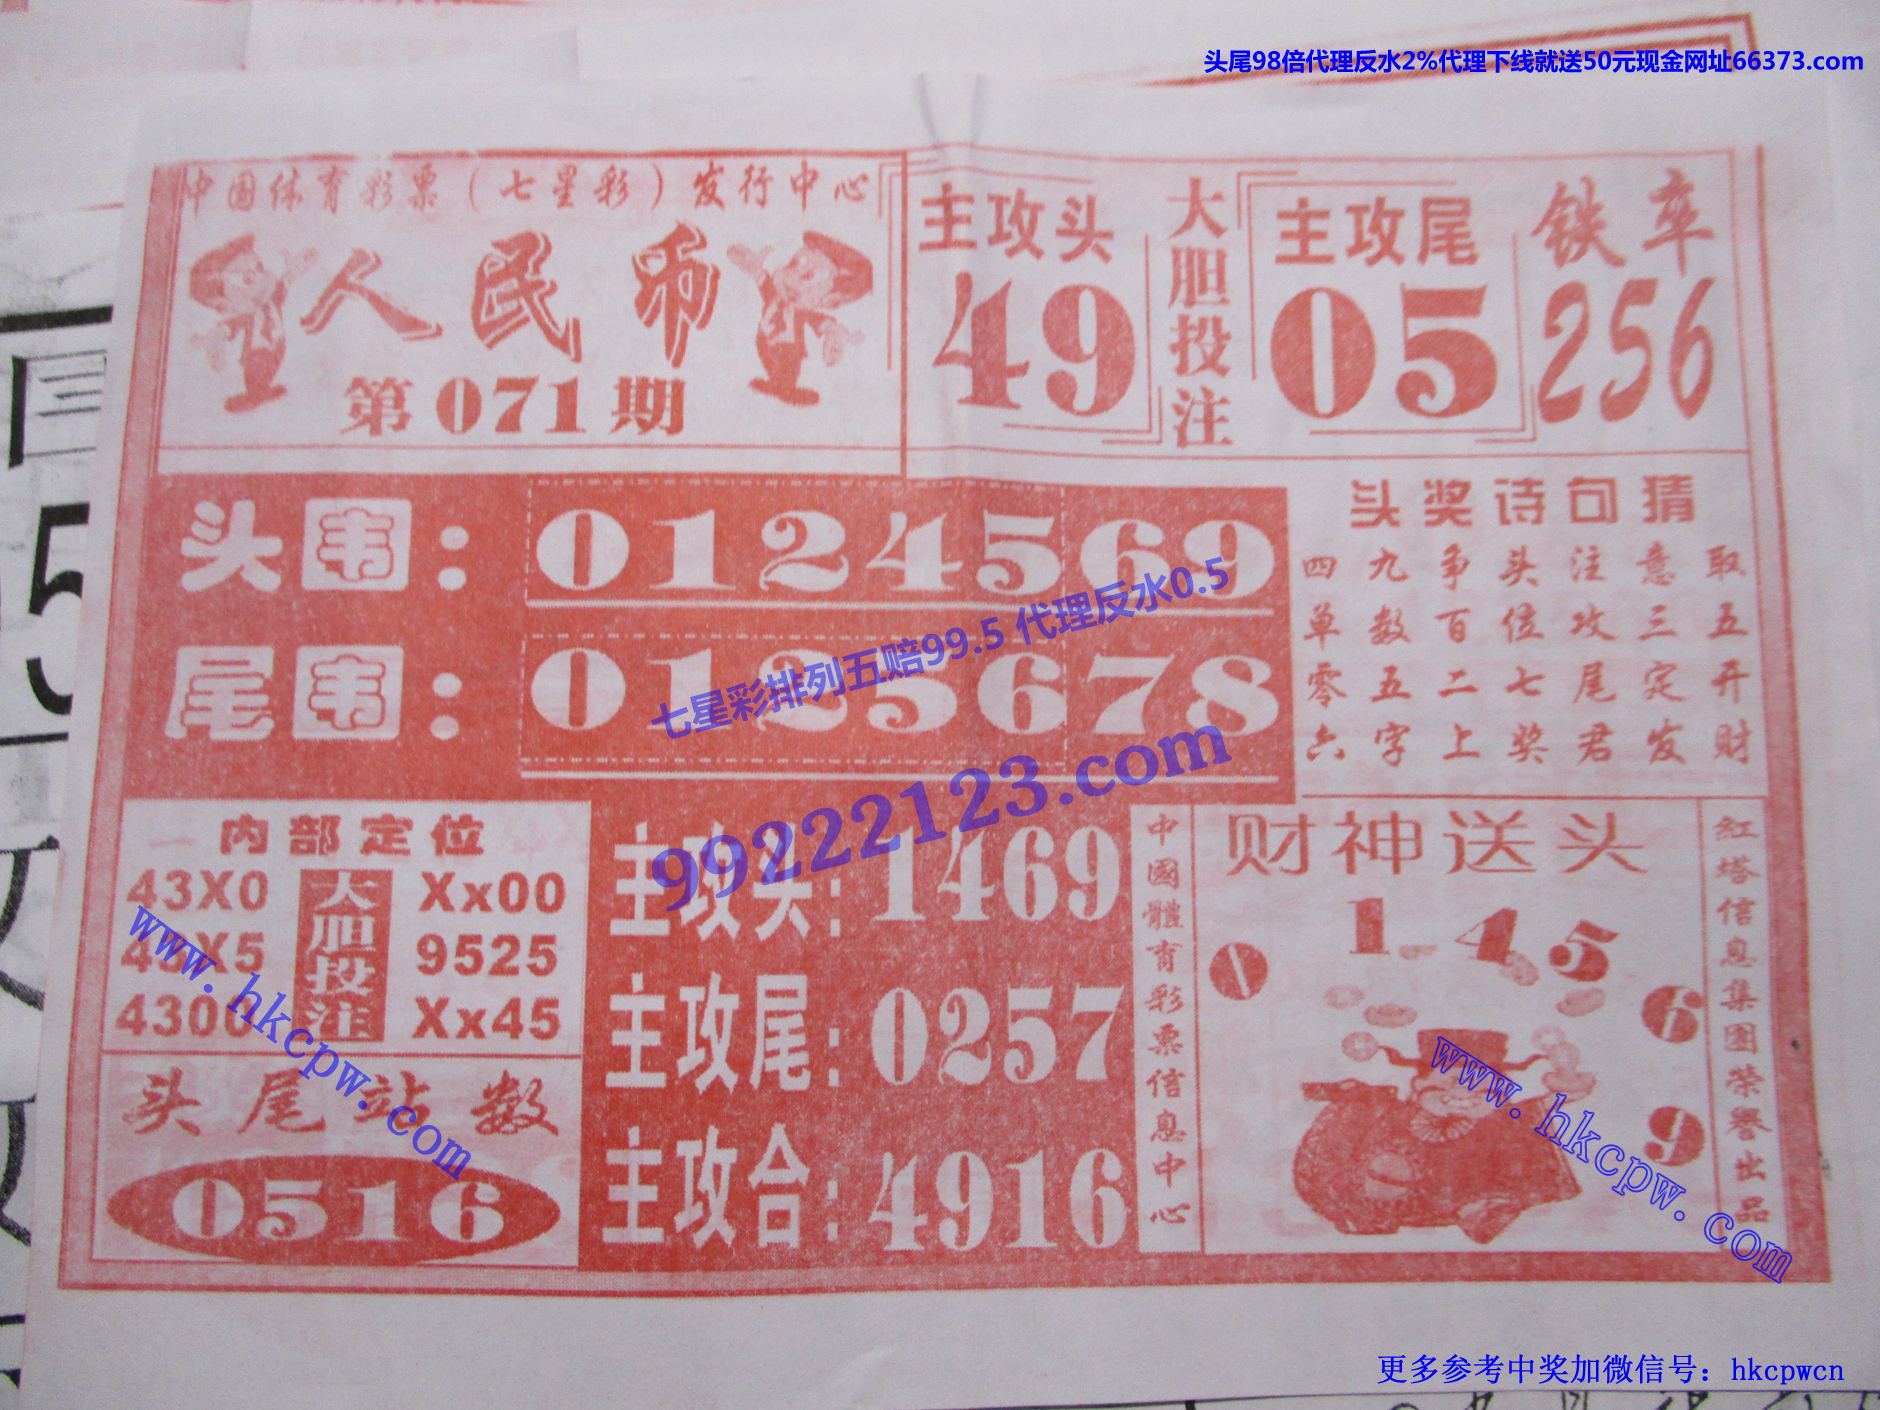 头尾98倍代理反水2%代理下线就送50元现金网址66373.com
中国体育彩票（七星彩）发行中心
人民币
第071期
主攻头
49
大胆投注
主攻尾
05
铁卒
256
头韦：0124569
尾韦：0125678
七星彩排列五赔99.5 代理反水0.5
99222123.com
头奖诗句猜
四九争头注意取
单数百位攻三五
零五二七尾定开
六字上奖君发财
内部定位
43X0
45X5
4300
大胆投注
Xx00
9525
Xx45
头尾站数
0516
主攻头：1469
主攻尾：0257
主攻合：4916
中國體育彩票信息中心
财神送头
0 1 4 5 6 9
紅塔信息集团荣誉出品
www.hkcpw.com
www.hkcpw.com
更多参考中奖加微信号：hkcpwcn